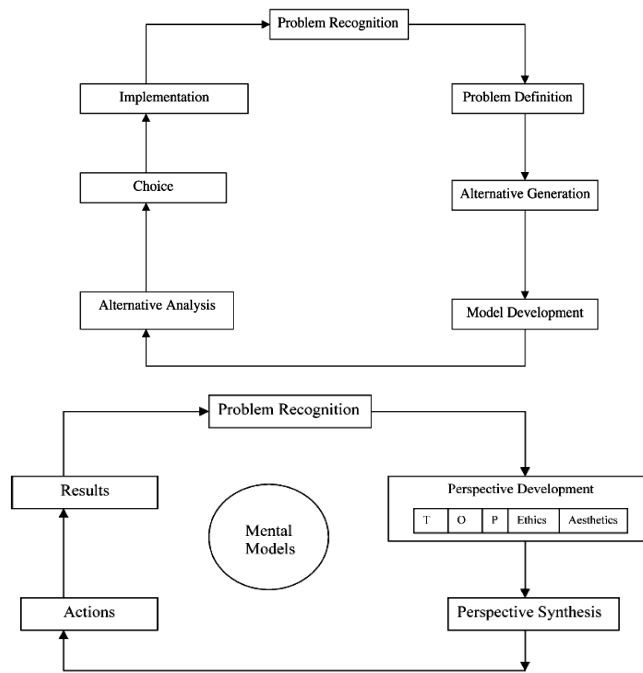 Problem Recognition
Implementation
Problem Definition
Choice
Alternative Generation
Alternative Analysis
Model Development
Problem Recognition
Results
Perspective Development
T O P Ethics Aesthetics
Mental
Models
Actions
Perspective Synthesis